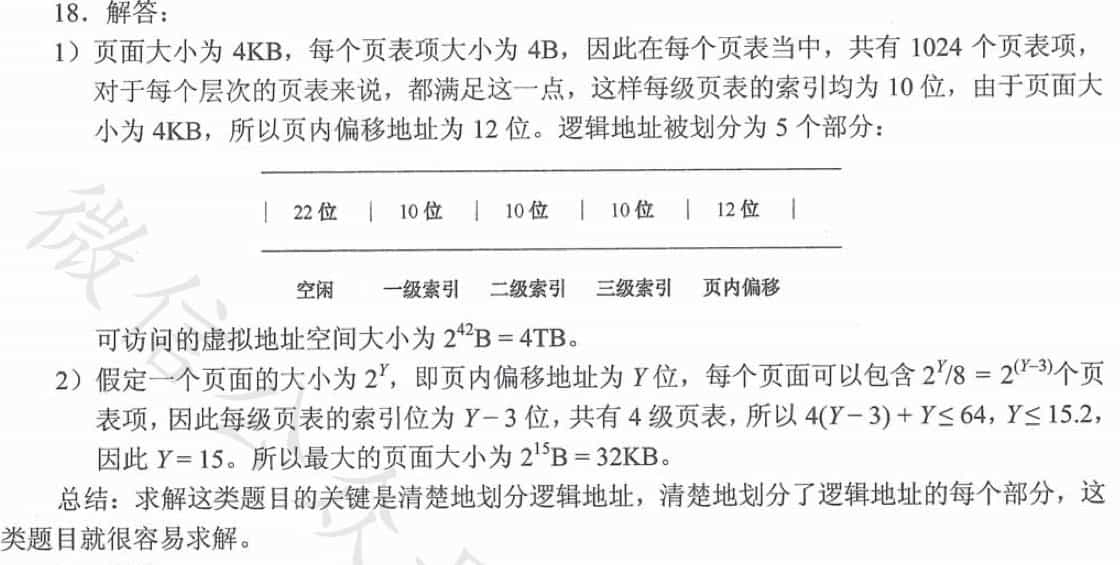 18．解答：
1）页面大小为 4KB，每个页表项大小为 4B，因此在每个页表当中，共有 1024 个页表项，
对于每个层次的页表来说，都满足这一点，这样每级页表的索引均为 10 位，由于页面大
小为 4KB，所以页内偏移地址为 12 位。逻辑地址被划分为 5 个部分：
| 22 位 | 10 位 | 10 位 | 10 位 | 12 位 |
空闲 一级索引 二级索引 三级索引 页内偏移
可访问的虚拟地址空间大小为 2⁴²B = 4TB。
2）假定一个页面的大小为 2^Y，即页内偏移地址为 Y 位，每个页面可以包含 2^Y/8 = 2^(Y−3)个页
表项，因此每级页表的索引位为 Y − 3 位，共有 4 级页表，所以 4(Y − 3) + Y ≤ 64，Y ≤ 15.2，
因此 Y = 15。所以最大的页面大小为 2¹⁵B = 32KB。
总结：求解这类题目的关键是清楚地划分逻辑地址，清楚地划分了逻辑地址的每个部分，这
类题目就很容易求解。
微信公众